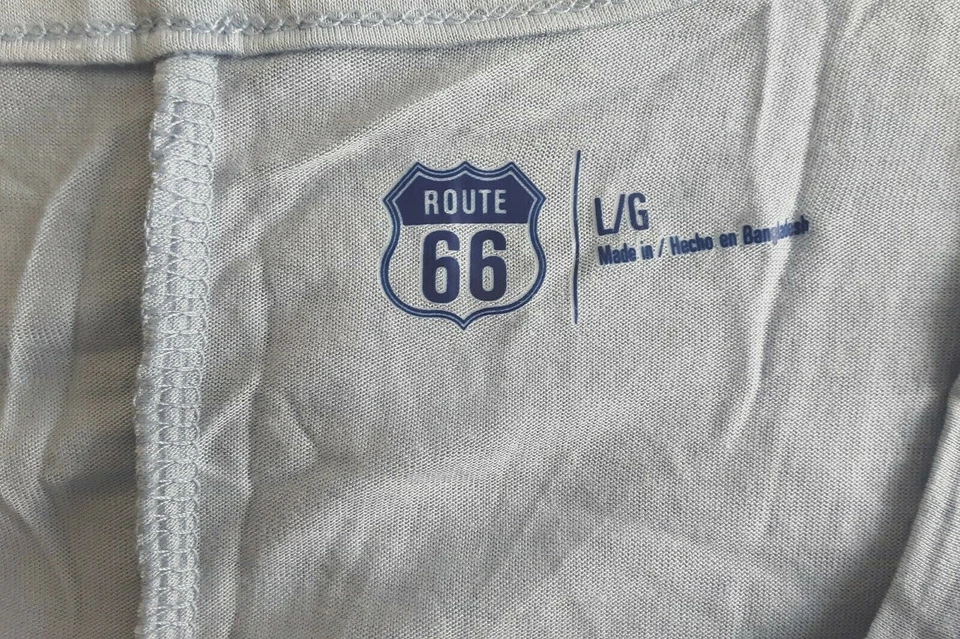 ROUTE
66
L/G
Made in / Hecho en Bangladesh